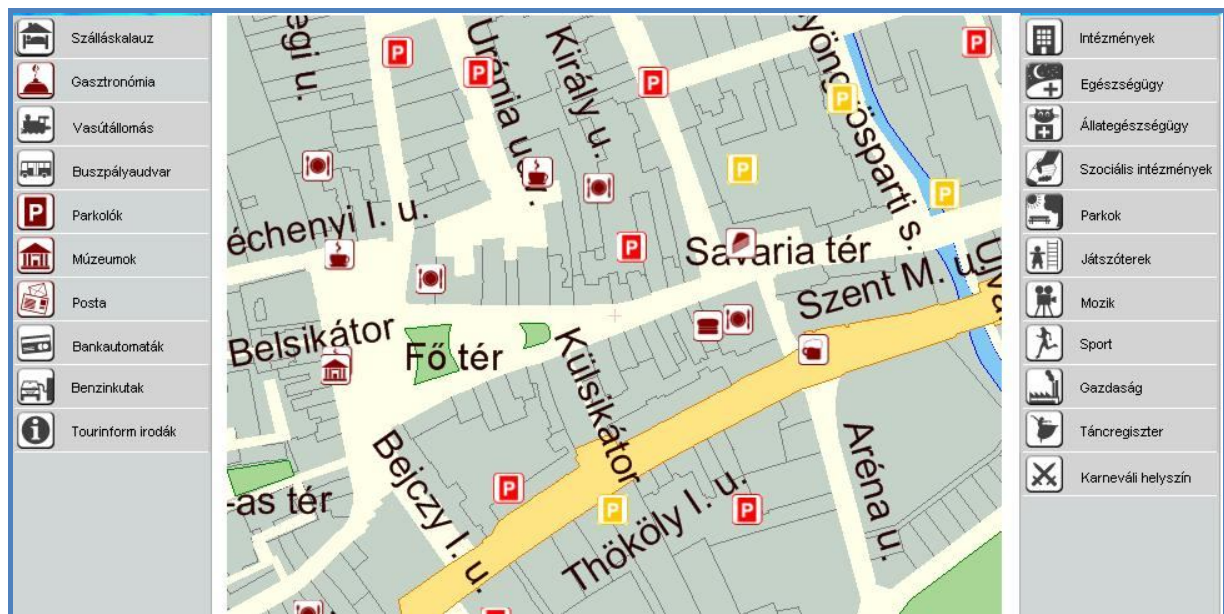 Szálláskalauz
Gasztronómia
Vasútállomás
Buszpályaudvar
P Parkolók
Múzeumok
Posta
Bankautomaták
Benzinkutak
i Tourinform irodák
egi u.
Uránia u.
Király u.
yöngyösparti s.
échenyi I. u.
Savaria tér
Szent M. u.
Belsikátor
Fő tér
Külsikátor
Bejczy I. u.
-as tér
Thököly I. u.
Aréna u.
P
P
P
P
P
P
P
P
P
P
P
Intézmények
Egészségügy
Állategészségügy
Szociális intézmények
Parkok
Játszóterek
Mozik
Sport
Gazdaság
Táncregiszter
Karneváli helyszín